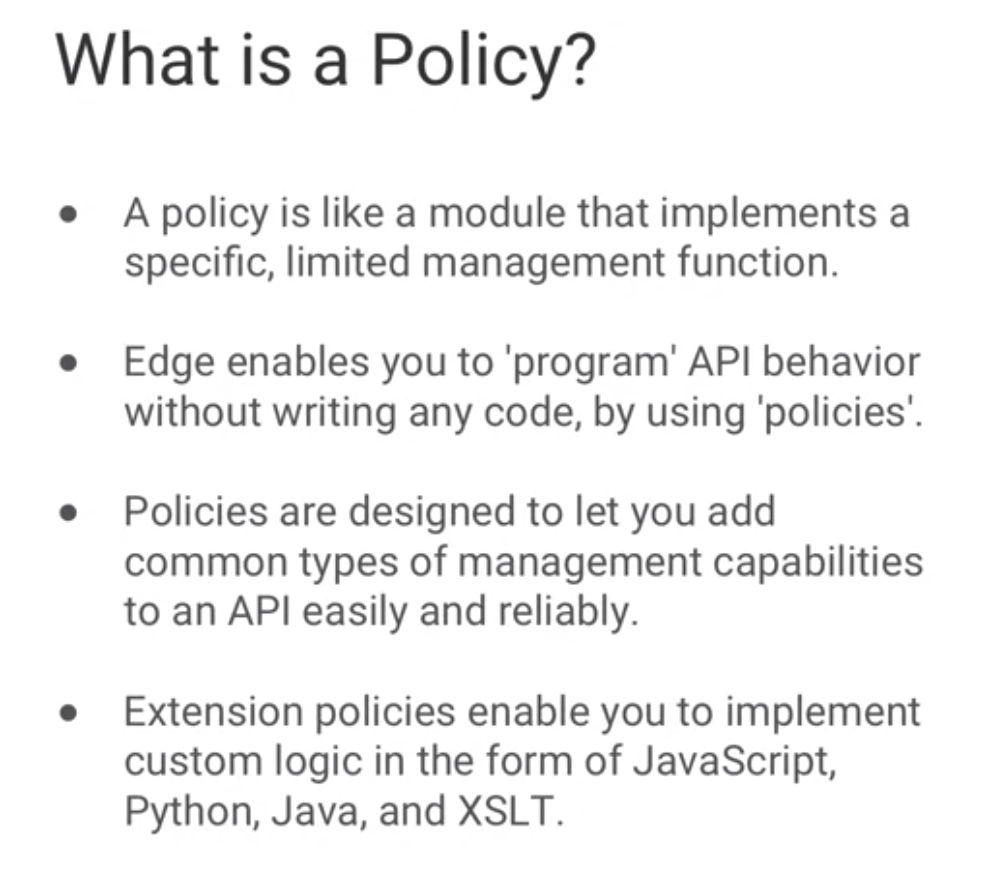 What is a Policy?
● A policy is like a module that implements a
specific, limited management function.
● Edge enables you to 'program' API behavior
without writing any code, by using 'policies'.
● Policies are designed to let you add
common types of management capabilities
to an API easily and reliably.
● Extension policies enable you to implement
custom logic in the form of JavaScript,
Python, Java, and XSLT.